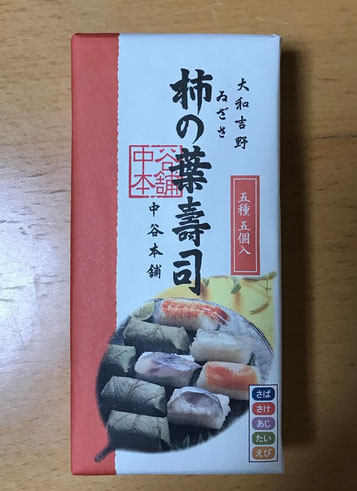 大和吉野
ゐざさ
柿の葉壽司
中谷本舗
中谷本舗
五種五個入
さば
さけ
あじ
たい
えび